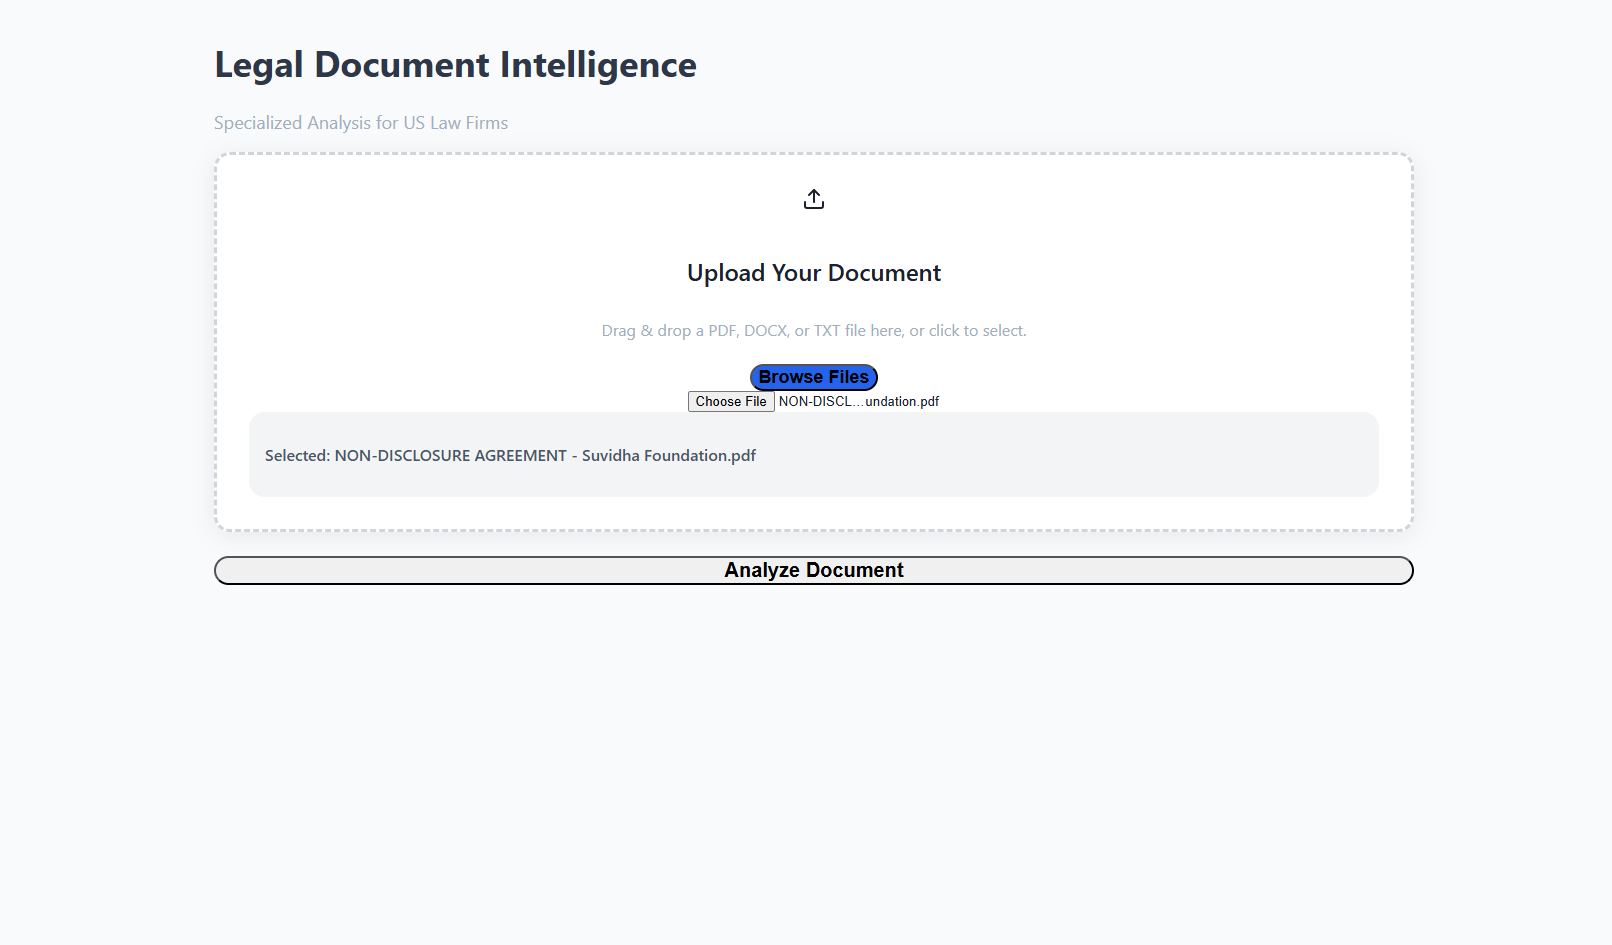 Legal Document Intelligence
Specialized Analysis for US Law Firms
Upload Your Document
Drag & drop a PDF, DOCX, or TXT file here, or click to select.
Browse Files
Choose File NON-DISCL...undation.pdf
Selected: NON-DISCLOSURE AGREEMENT - Suvidha Foundation.pdf
Analyze Document